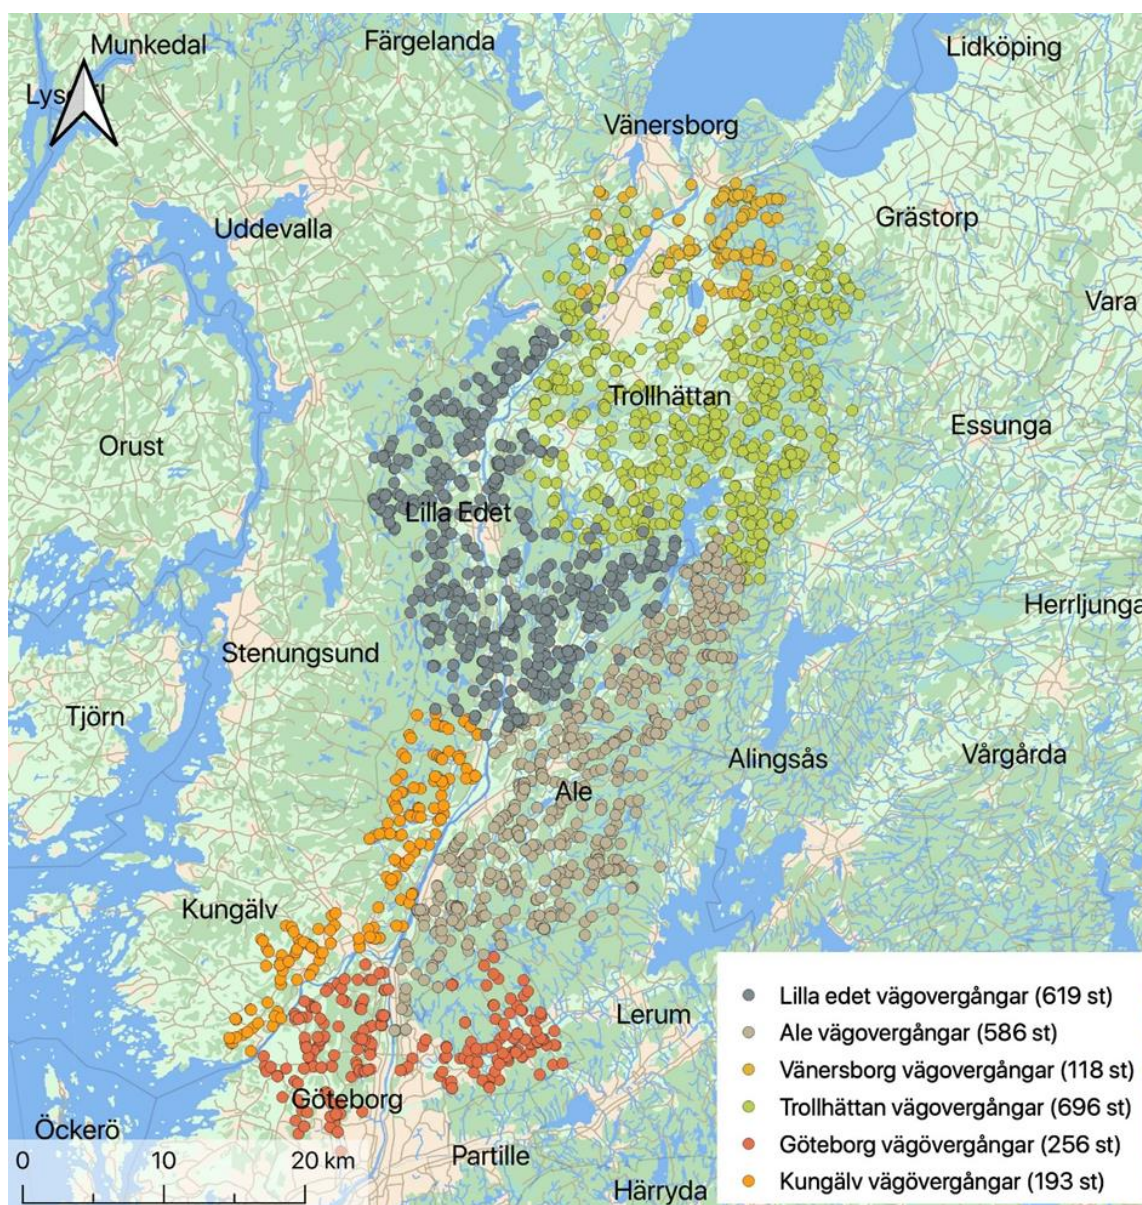 Munkedal
Färgelanda
Lidköping
Vänersborg
Uddevalla
Grästorp
Vara
Trollhättan
Orust
Essunga
Lilla Edet
Herrljunga
Stenungsund
Tjörn
Alingsås
Vårgårda
Ale
Kungälv
Lerum
Göteborg
Öckerö
Partille
Härryda
0 10 20 km
Lilla edet vägovergångar (619 st)
Ale vägovergångar (586 st)
Vänersborg vägovergångar (118 st)
Trollhättan vägovergångar (696 st)
Göteborg vägövergångar (256 st)
Kungälv vägövergångar (193 st)